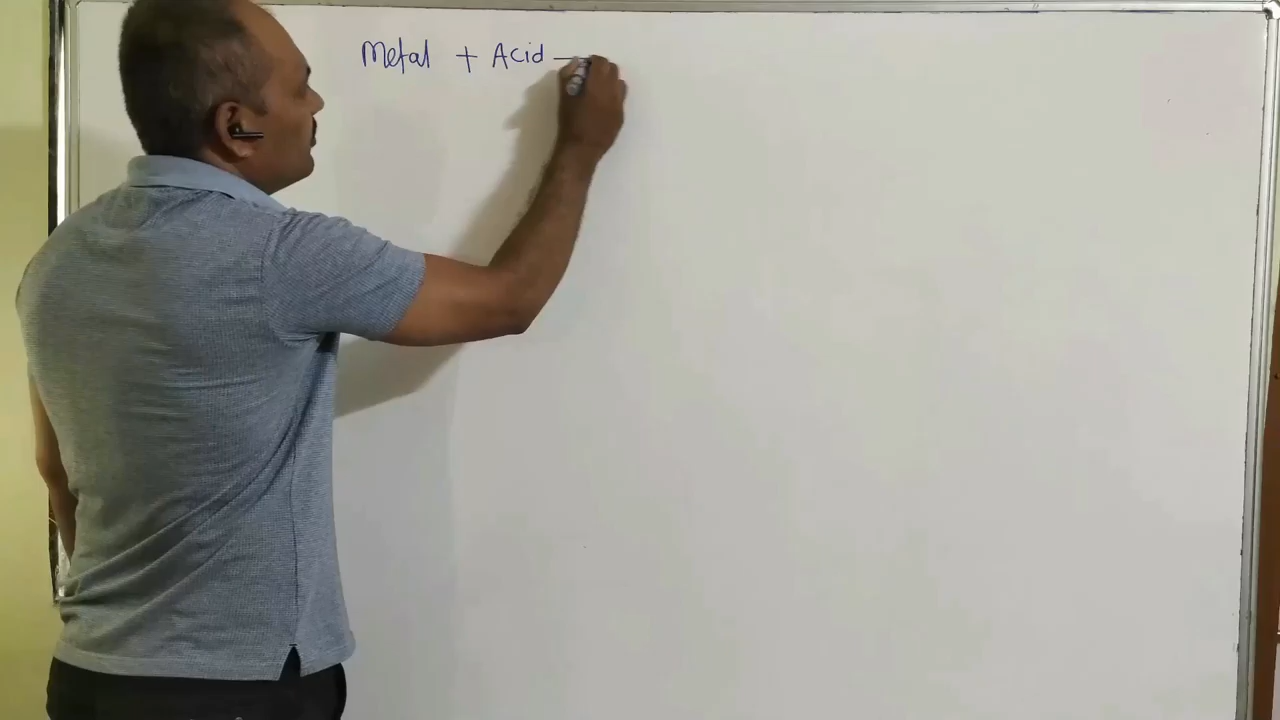 Metal + Acid —